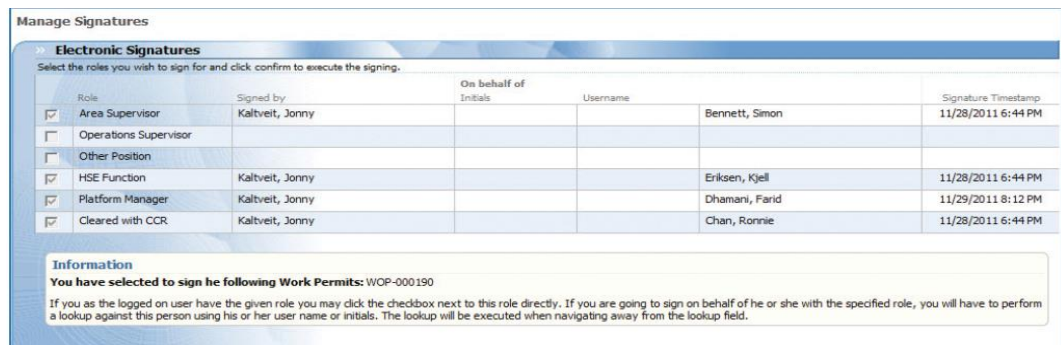 Manage Signatures
» Electronic Signatures
Select the roles you wish to sign for and click confirm to execute the signing.
On behalf of
Role Signed by Initials Username Signature Timestamp
Area Supervisor Kaltveit, Jonny Bennett, Simon 11/28/2011 6:44 PM
Operations Supervisor
Other Position
HSE Function Kaltveit, Jonny Eriksen, Kjell 11/28/2011 6:44 PM
Platform Manager Kaltveit, Jonny Dhamani, Farid 11/29/2011 8:12 PM
Cleared with CCR Kaltveit, Jonny Chan, Ronnie 11/28/2011 6:44 PM
Information
You have selected to sign he following Work Permits: WOP-000190
If you as the logged on user have the given role you may click the checkbox next to this role directly. If you are going to sign on behalf of he or she with the specified role, you will have to perform
a lookup against this person using his or her user name or initials. The lookup will be executed when navigating away from the lookup field.